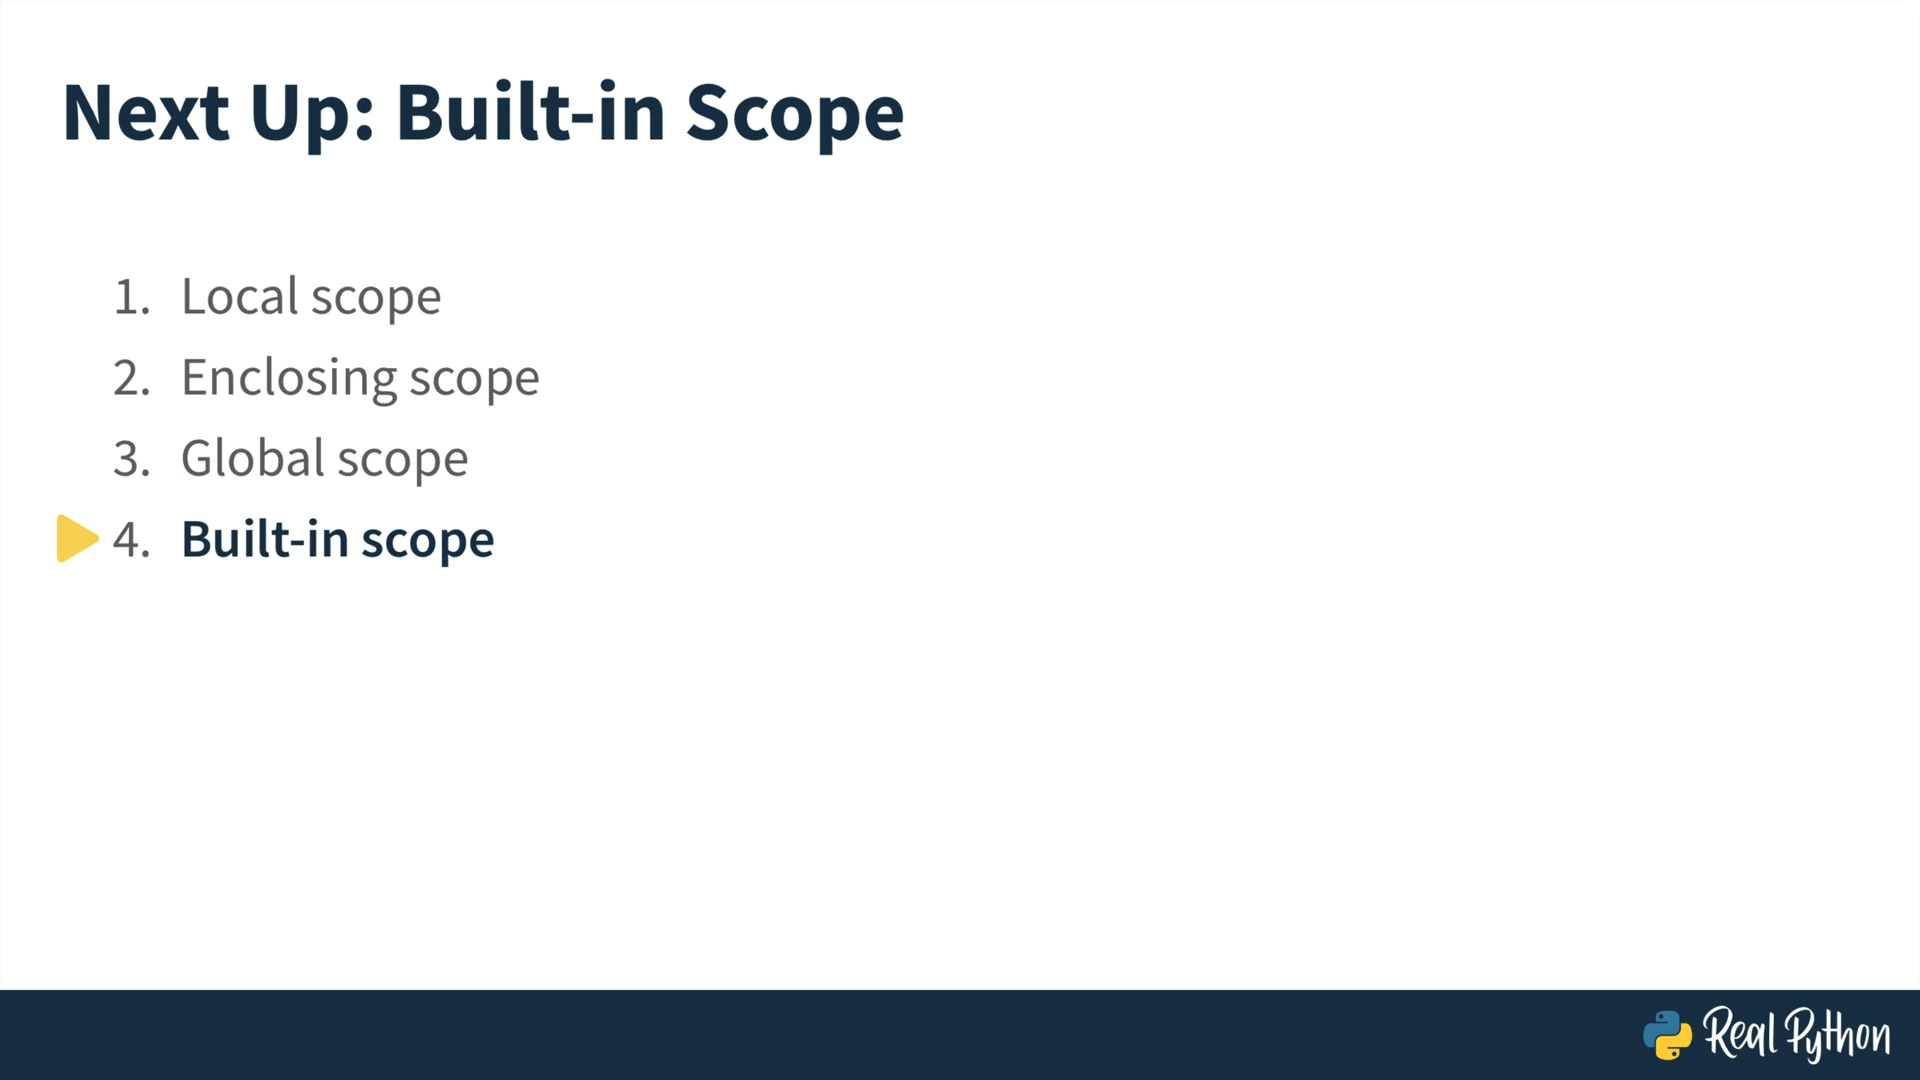 Next Up: Built-in Scope
1. Local scope
2. Enclosing scope
3. Global scope
4. Built-in scope
Real Python